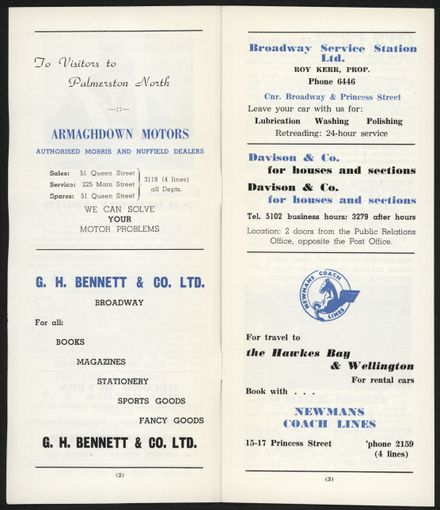 To Visitors to
Palmerston North
—::—
ARMAGHDOWN MOTORS
AUTHORISED MORRIS AND NUFFIELD DEALERS
Sales: 51 Queen Street
Service: 225 Main Street
Spares: 51 Queen Street
3119 (4 lines)
all Depts.
WE CAN SOLVE
YOUR
MOTOR PROBLEMS
G. H. BENNETT & CO. LTD.
BROADWAY
For all:
BOOKS
MAGAZINES
STATIONERY
SPORTS GOODS
FANCY GOODS
G. H. BENNETT & CO. LTD.
(2)
Broadway Service Station
Ltd.
ROY KERR, PROP.
Phone 6446
Cnr. Broadway & Princess Street
Leave your car with us for:
Lubrication Washing Polishing
Retreading: 24-hour service
Davison & Co.
for houses and sections
Davison & Co.
for houses and sections
Tel. 5102 business hours: 3279 after hours
Location: 2 doors from the Public Relations
Office, opposite the Post Office.
NEWMANS COACH LINES
For travel to
the Hawkes Bay
& Wellington
For rental cars
Book with . . .
NEWMANS
COACH LINES
15-17 Princess Street 'phone 2159
(4 lines)
(3)